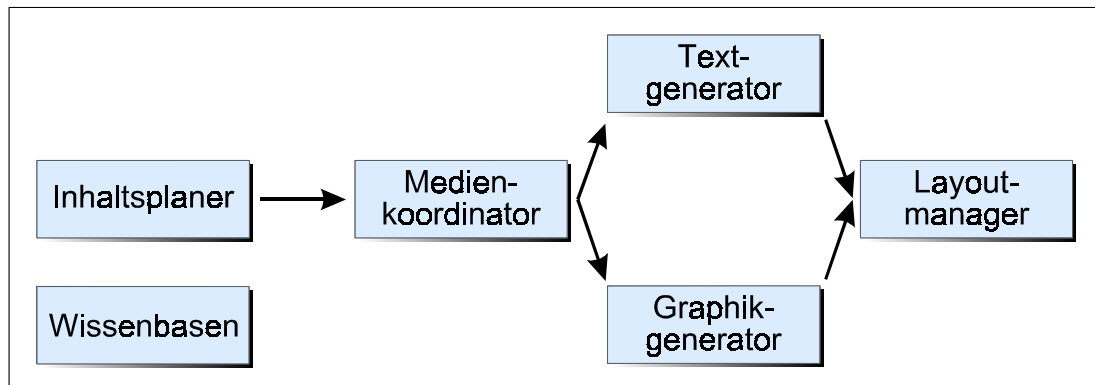 Text-
generator
Inhaltsplaner
Medien-
koordinator
Layout-
manager
Wissenbasen
Graphik-
generator